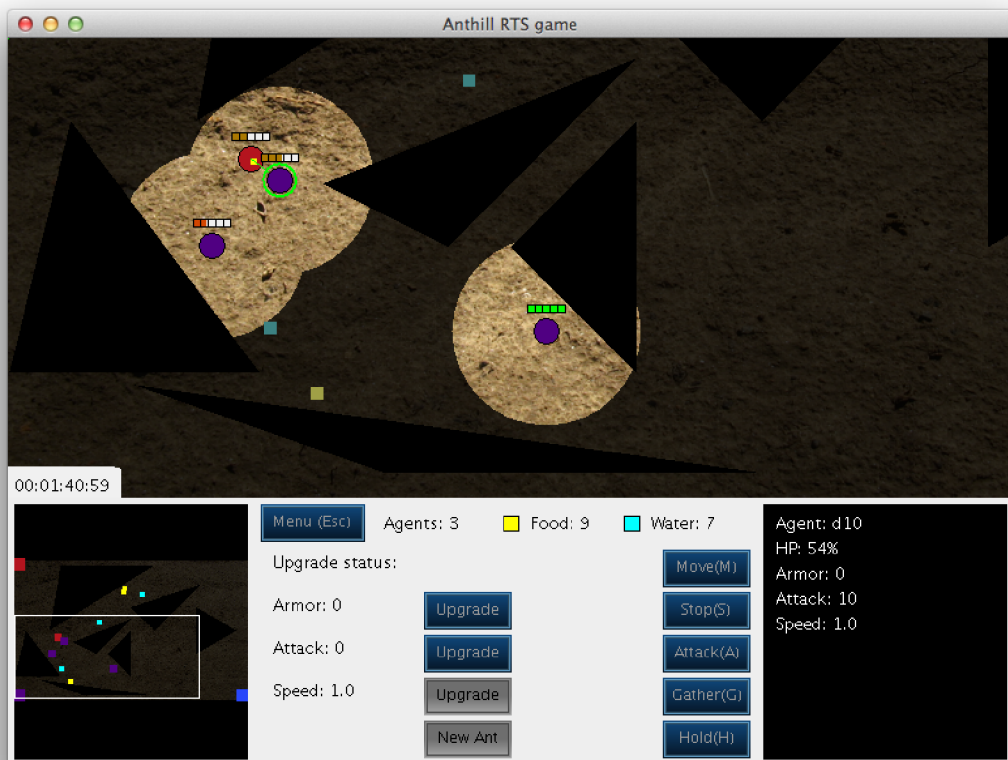 Anthill RTS game
00:01:40:59
Menu (Esc)
Agents: 3
Food: 9
Water: 7
Upgrade status:
Armor: 0
Upgrade
Attack: 0
Upgrade
Speed: 1.0
Upgrade
New Ant
Move(M)
Stop(S)
Attack(A)
Gather(G)
Hold(H)
Agent: d10
HP: 54%
Armor: 0
Attack: 10
Speed: 1.0